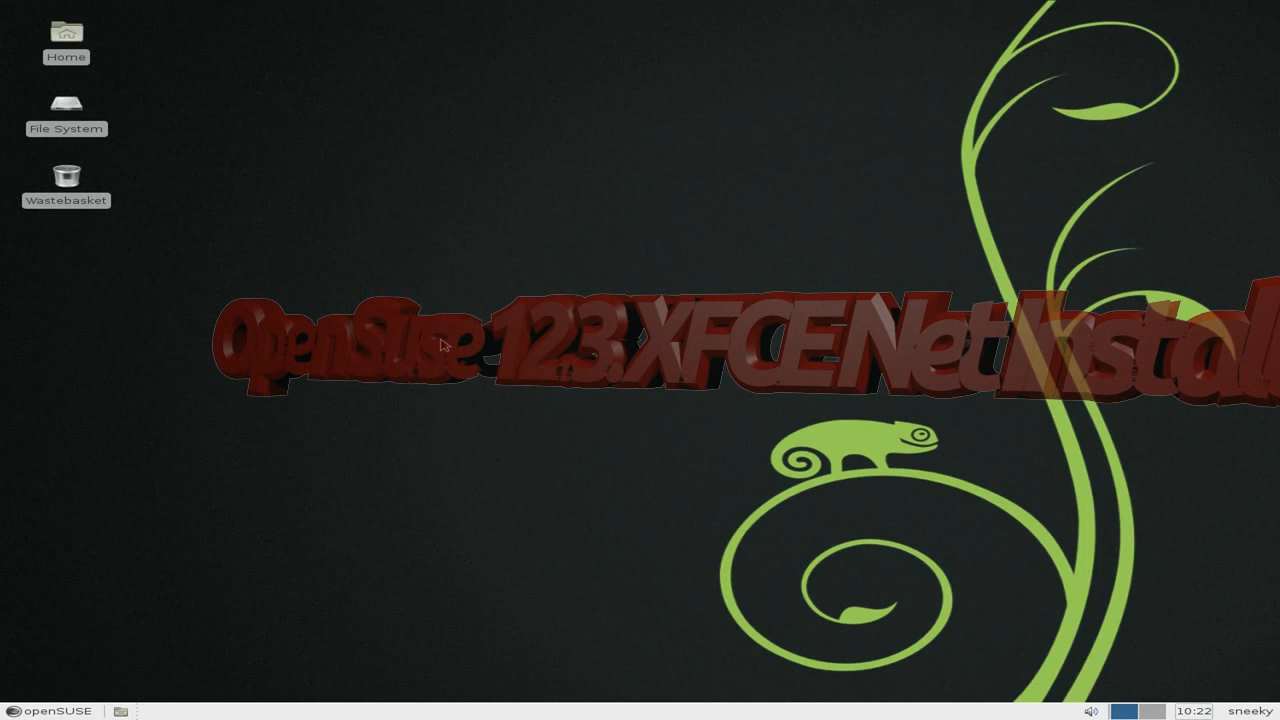 Home
File System
Wastebasket
OpenSuse 12.3. XFCE Net Install
openSUSE
10:22
sneeky